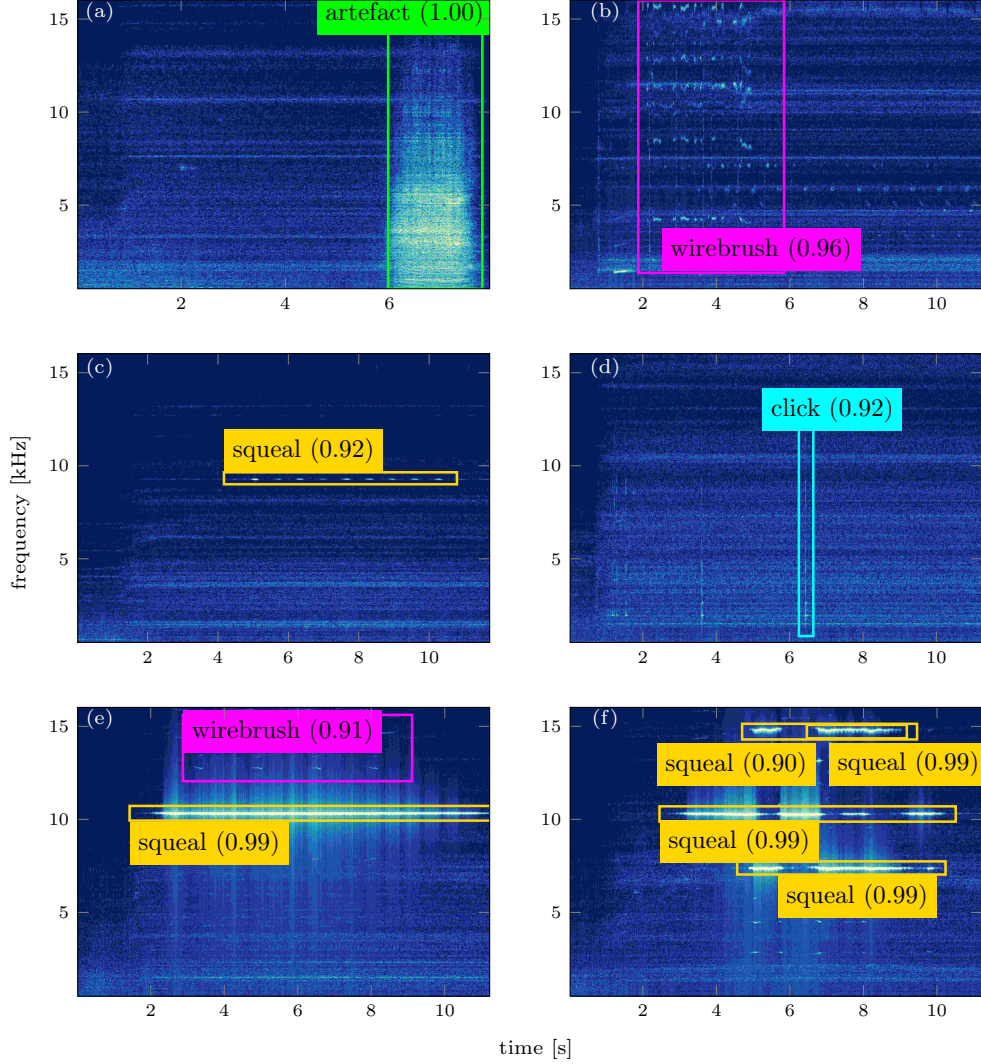 (a) artefact (1.00)
15
10
5
2 4 6
(b)
15
10
5
wirebrush (0.96)
2 4 6 8 10
(c)
15
10
5
squeal (0.92)
2 4 6 8 10
(d)
15
10
5
click (0.92)
2 4 6 8 10
frequency [kHz]
(e)
15
10
5
wirebrush (0.91)
squeal (0.99)
2 4 6 8 10
(f)
15
10
5
squeal (0.90) squeal (0.99)
squeal (0.99)
squeal (0.99)
2 4 6 8 10
time [s]